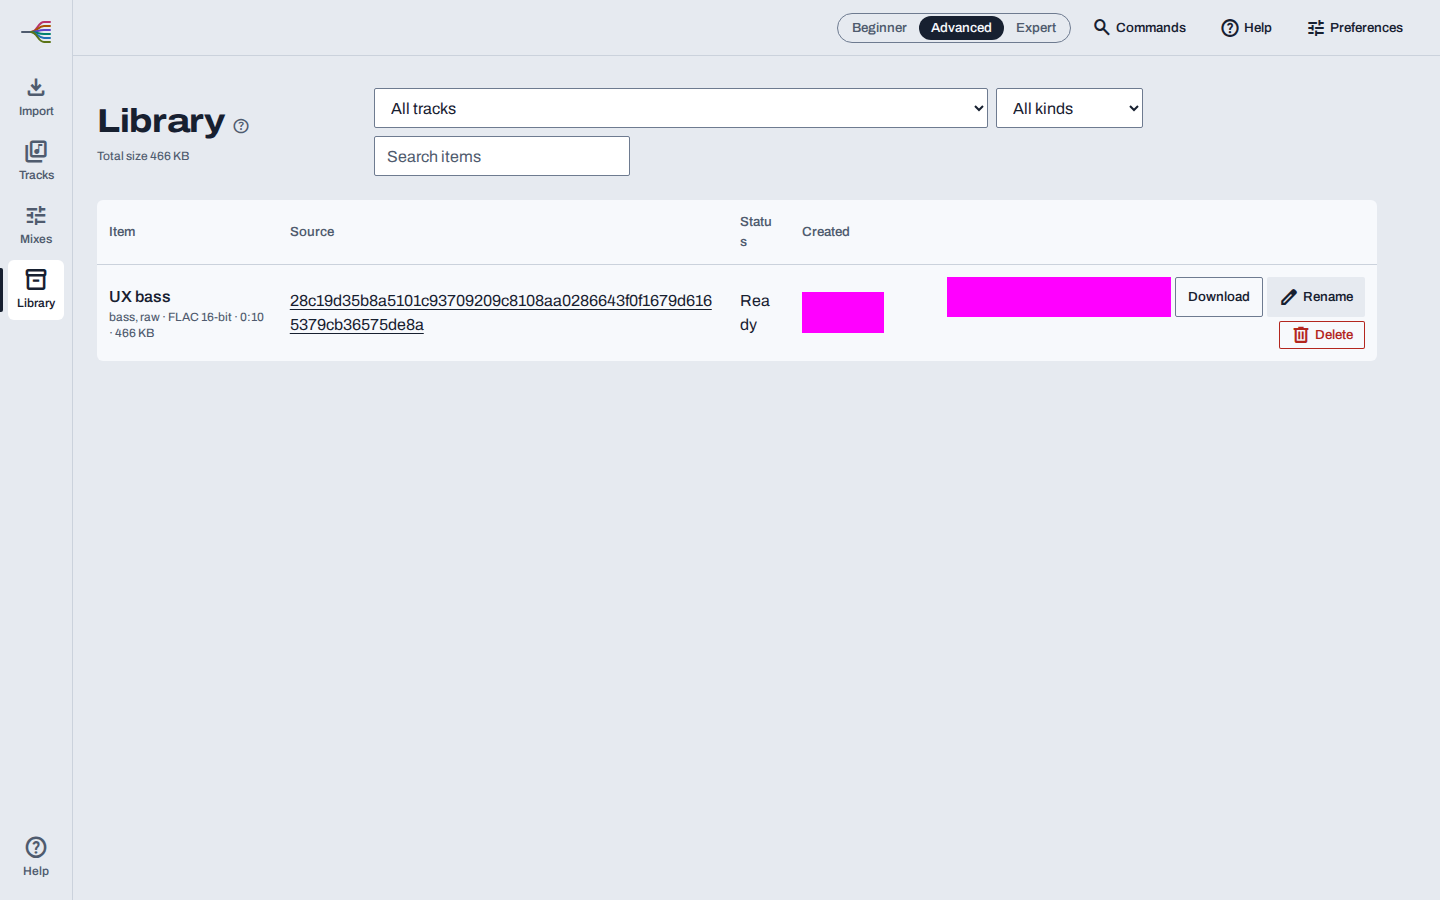 Beginner Advanced Expert Commands Help Preferences
Import
Tracks
Mixes
Library
Help
Library
Total size 466 KB
All tracks All kinds
Search items
Item Source Statu
s Created
UX bass
bass, raw · FLAC 16-bit · 0:10
· 466 KB
28c19d35b8a5101c93709209c8108aa0286643f0f1679d616
5379cb36575de8a
Rea
dy
Download Rename
Delete